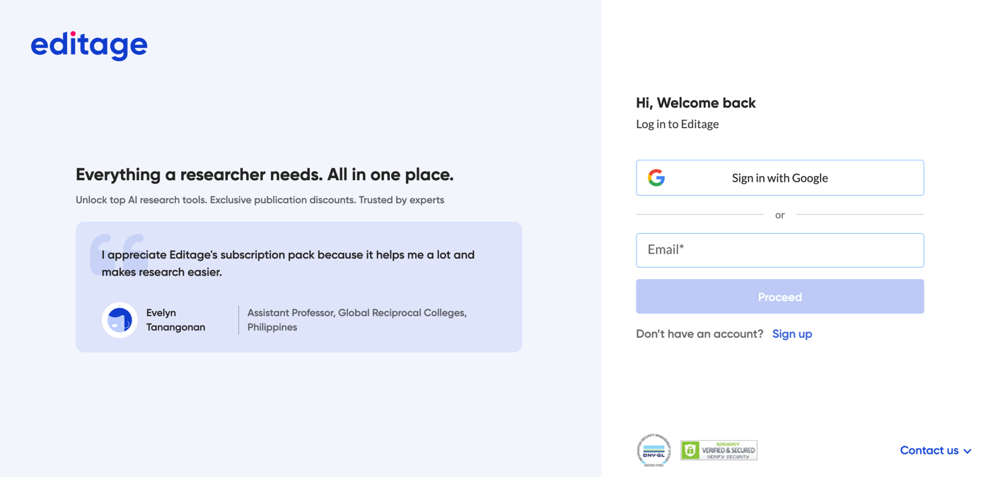 editage
Everything a researcher needs. All in one place.
Unlock top AI research tools. Exclusive publication discounts. Trusted by experts
I appreciate Editage's subscription pack because it helps me a lot and
makes research easier.
Evelyn
Tanangonan
Assistant Professor, Global Reciprocal Colleges,
Philippines
Hi, Welcome back
Log in to Editage
Sign in with Google
or
Email*
Proceed
Don’t have an account? Sign up
DNV·GL
GODADDY
VERIFIED & SECURED
VERIFY SECURITY
Contact us